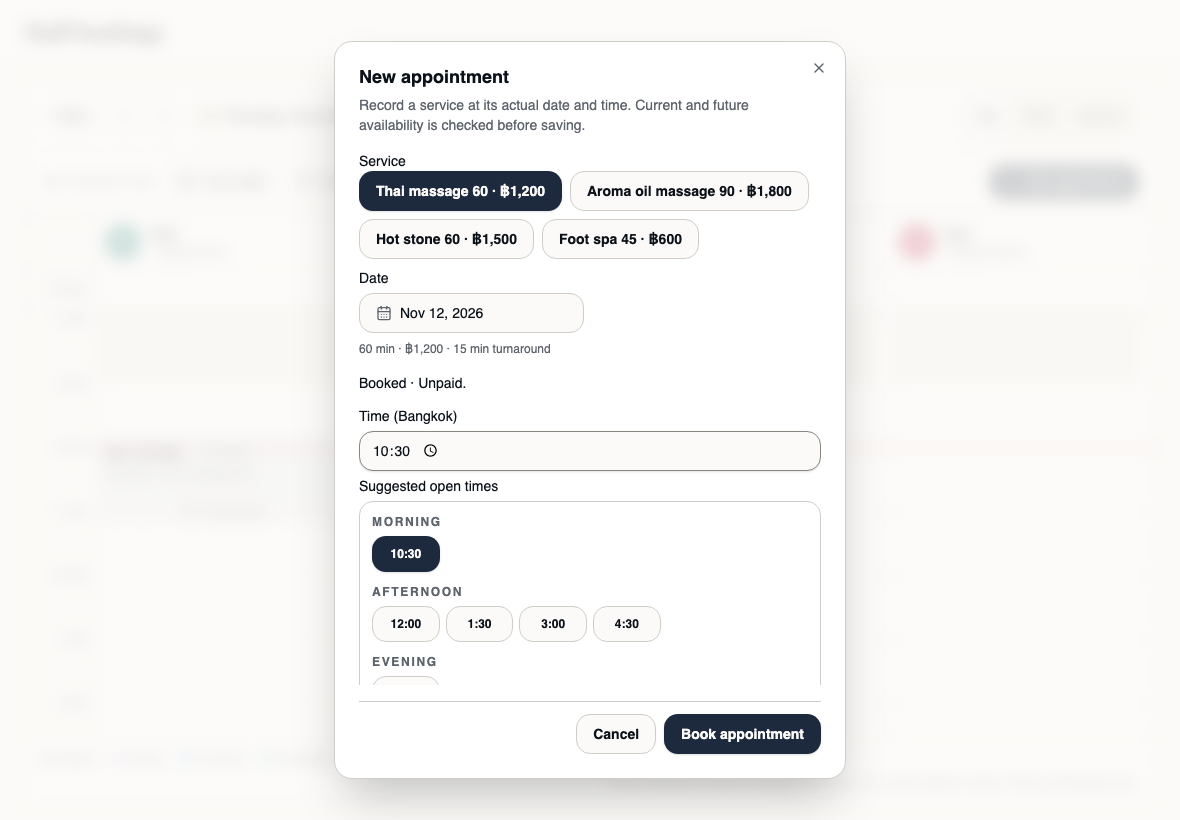 New appointment
Record a service at its actual date and time. Current and future
availability is checked before saving.
Service
Thai massage 60 · ฿1,200
Aroma oil massage 90 · ฿1,800
Hot stone 60 · ฿1,500
Foot spa 45 · ฿600
Date
Nov 12, 2026
60 min · ฿1,200 · 15 min turnaround
Booked · Unpaid.
Time (Bangkok)
10:30
Suggested open times
MORNING
10:30
AFTERNOON
12:00
1:30
3:00
4:30
EVENING
Cancel
Book appointment